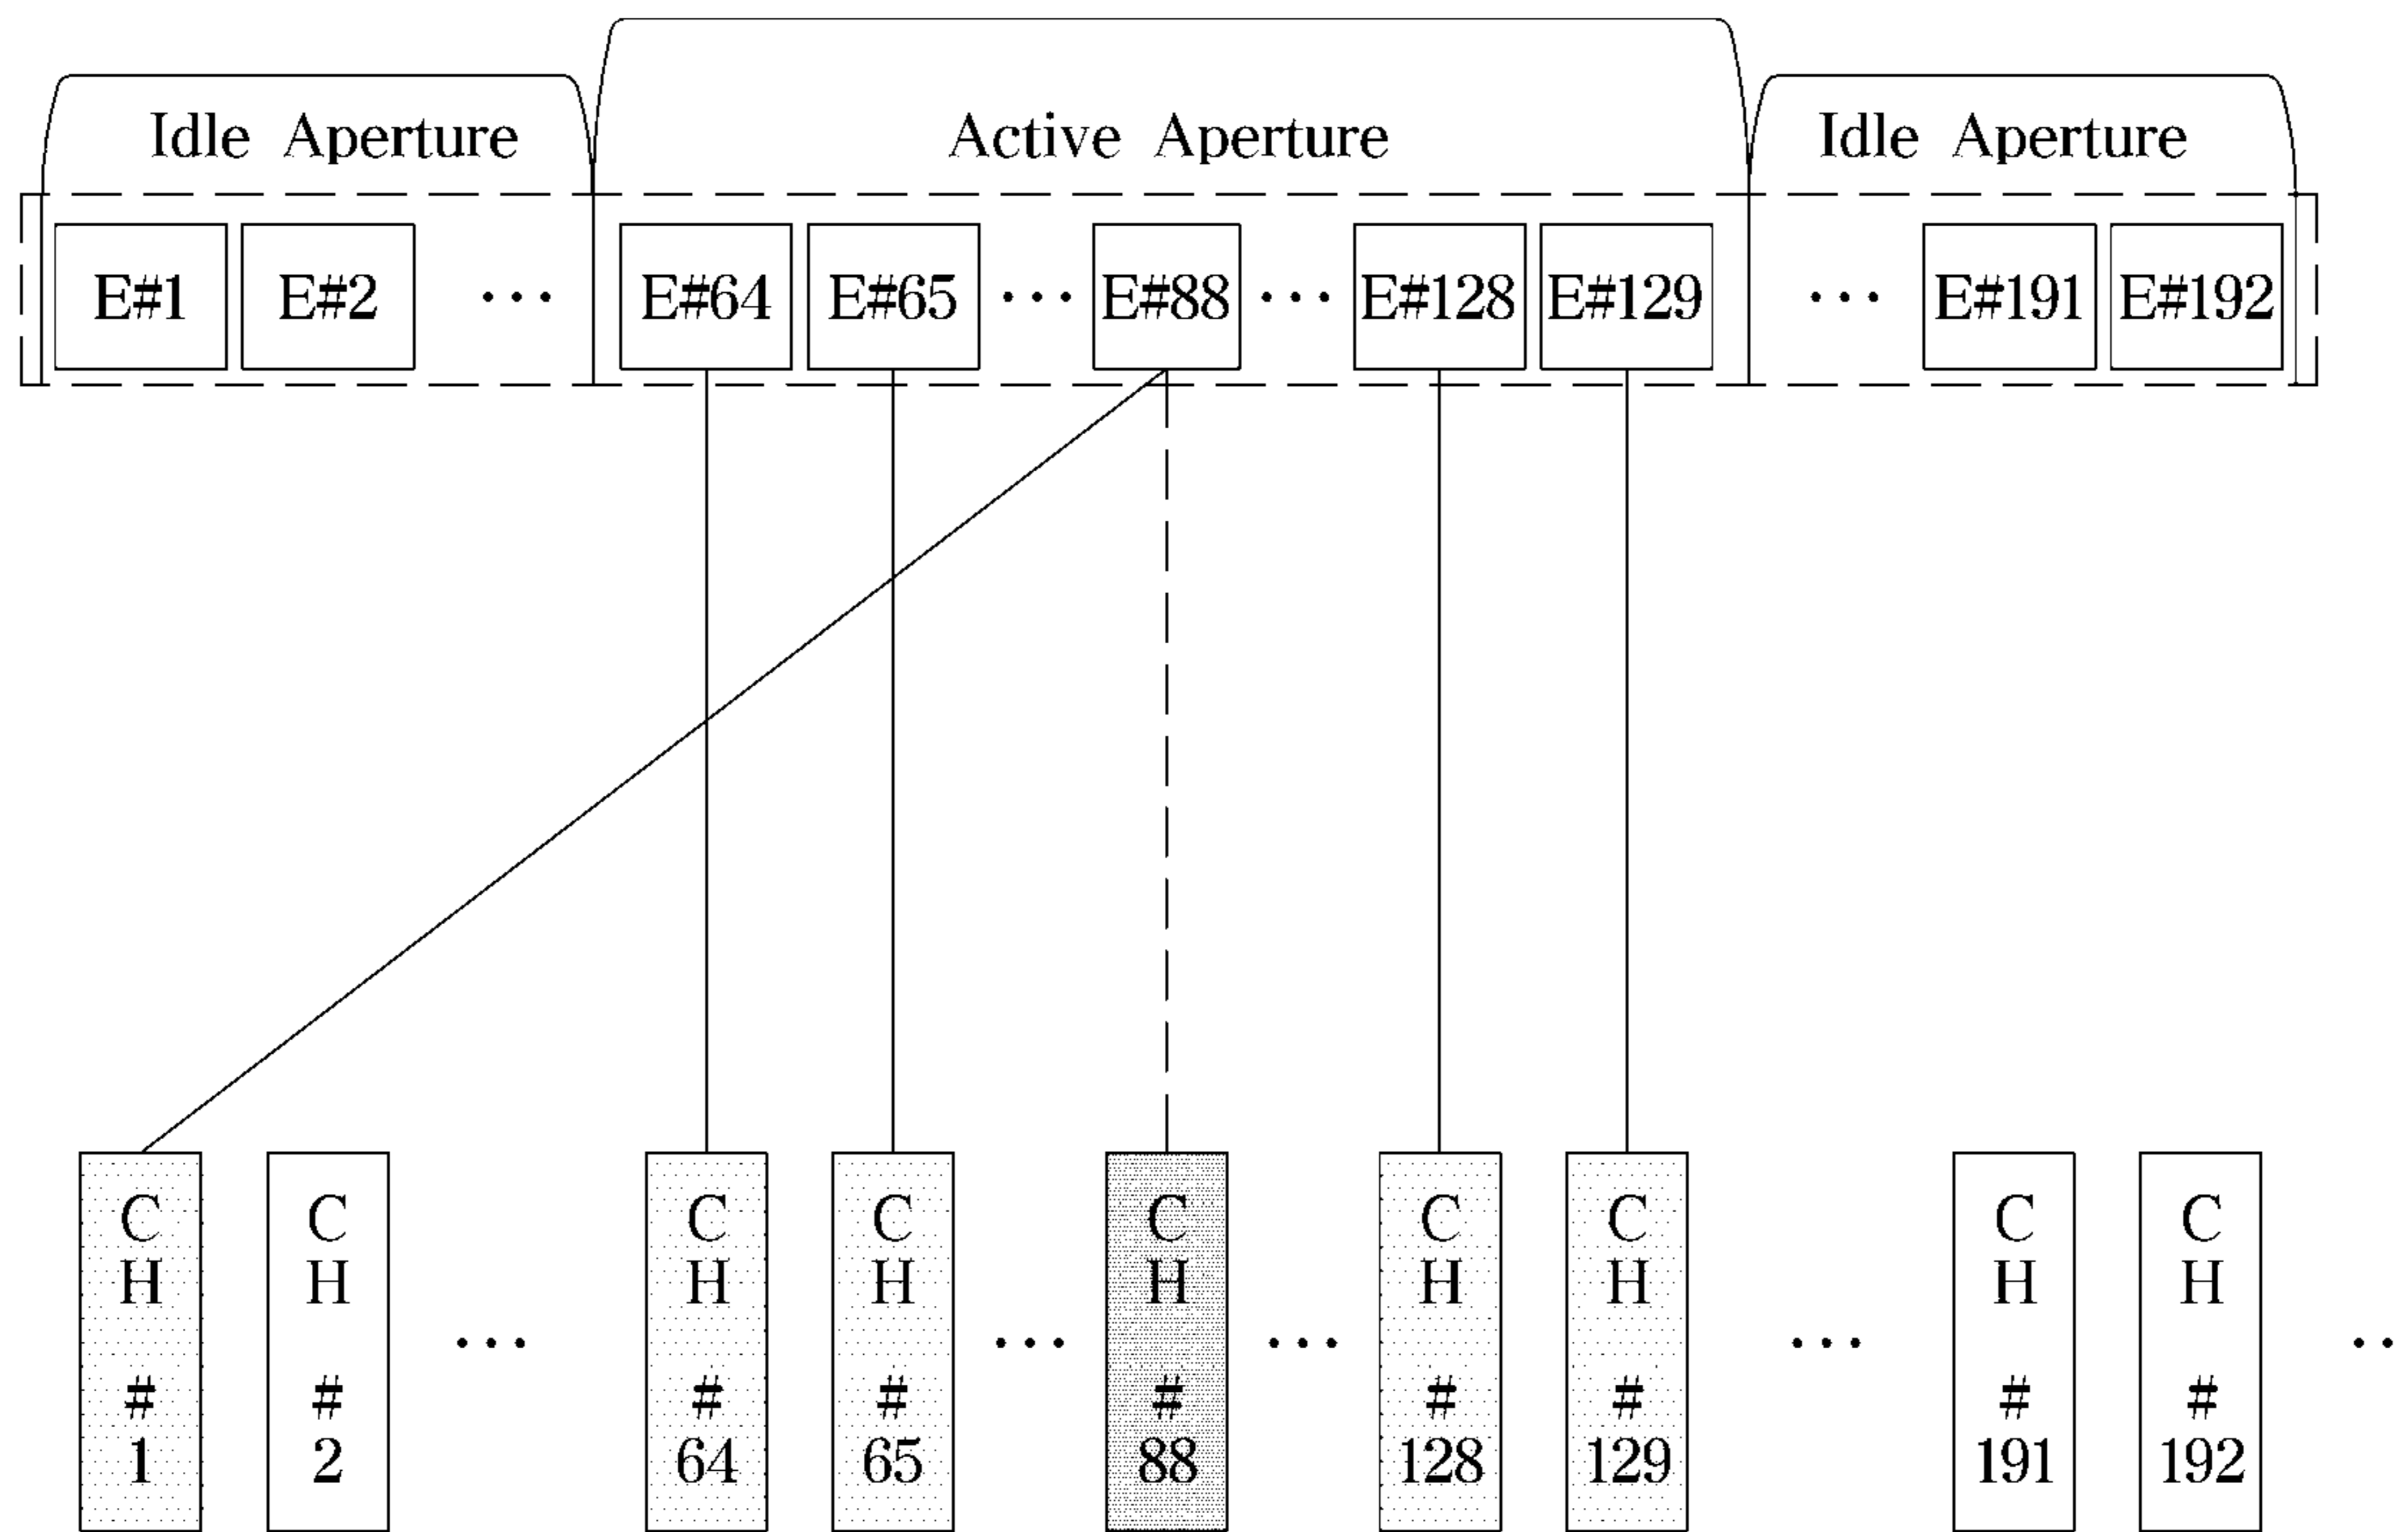 Idle Aperture Active Aperture Idle Aperture
E#1 E#2 ... E#64 E#65 ... E#88 ... E#128 E#129 ... E#191 E#192
C C C C C C C C C
H H H H H H H H H
... ... ... ... ..
# # # # # # # # #
1 2 64 65 88 128 129 191 192